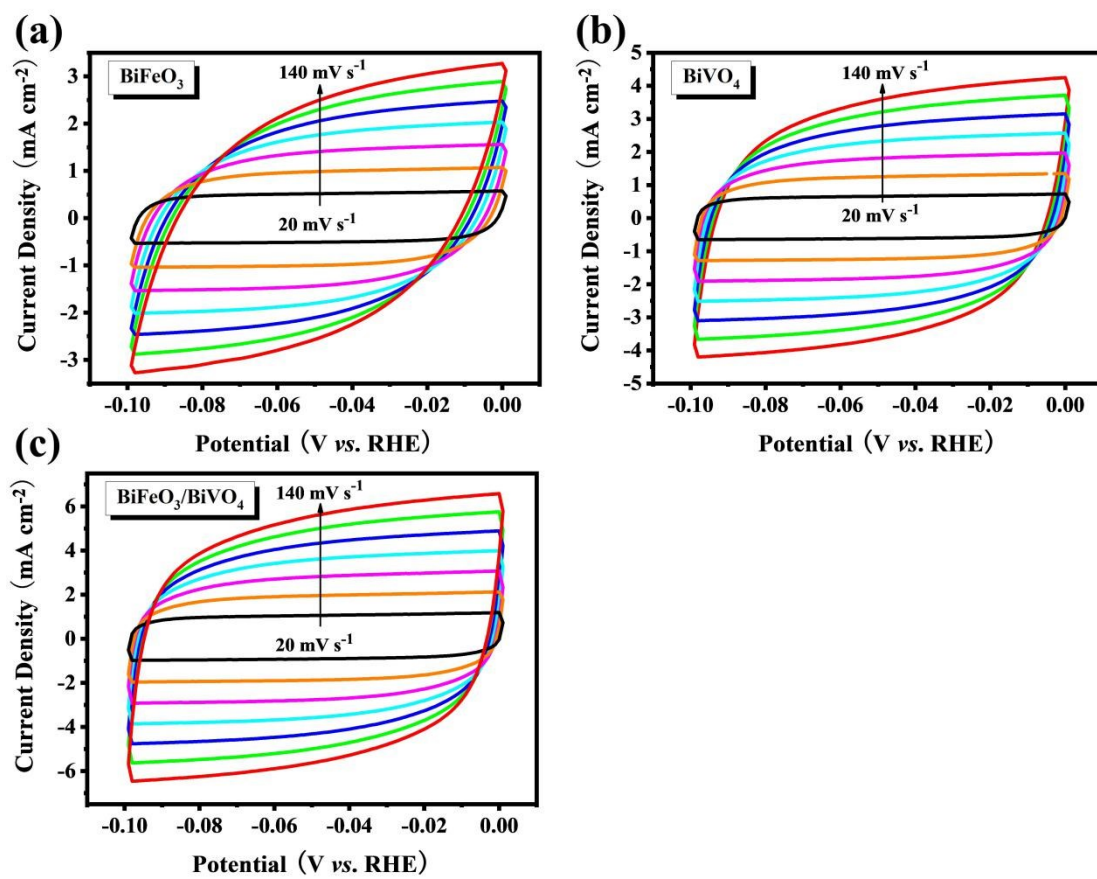 (a)
BiFeO₃
140 mV s⁻¹
20 mV s⁻¹
3
2
1
0
-1
-2
-3
Current Density (mA cm⁻²)
-0.10 -0.08 -0.06 -0.04 -0.02 0.00
Potential (V vs. RHE)
(b)
BiVO₄
140 mV s⁻¹
20 mV s⁻¹
5
4
3
2
1
0
-1
-2
-3
-4
-5
Current Density (mA cm⁻²)
-0.10 -0.08 -0.06 -0.04 -0.02 0.00
Potential (V vs. RHE)
(c)
BiFeO₃/BiVO₄
140 mV s⁻¹
20 mV s⁻¹
6
4
2
0
-2
-4
-6
Current Density (mA cm⁻²)
-0.10 -0.08 -0.06 -0.04 -0.02 0.00
Potential (V vs. RHE)